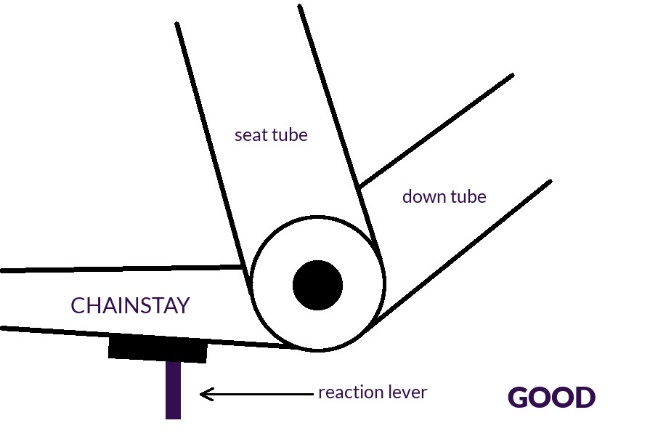 seat tube
down tube
CHAINSTAY
reaction lever
GOOD